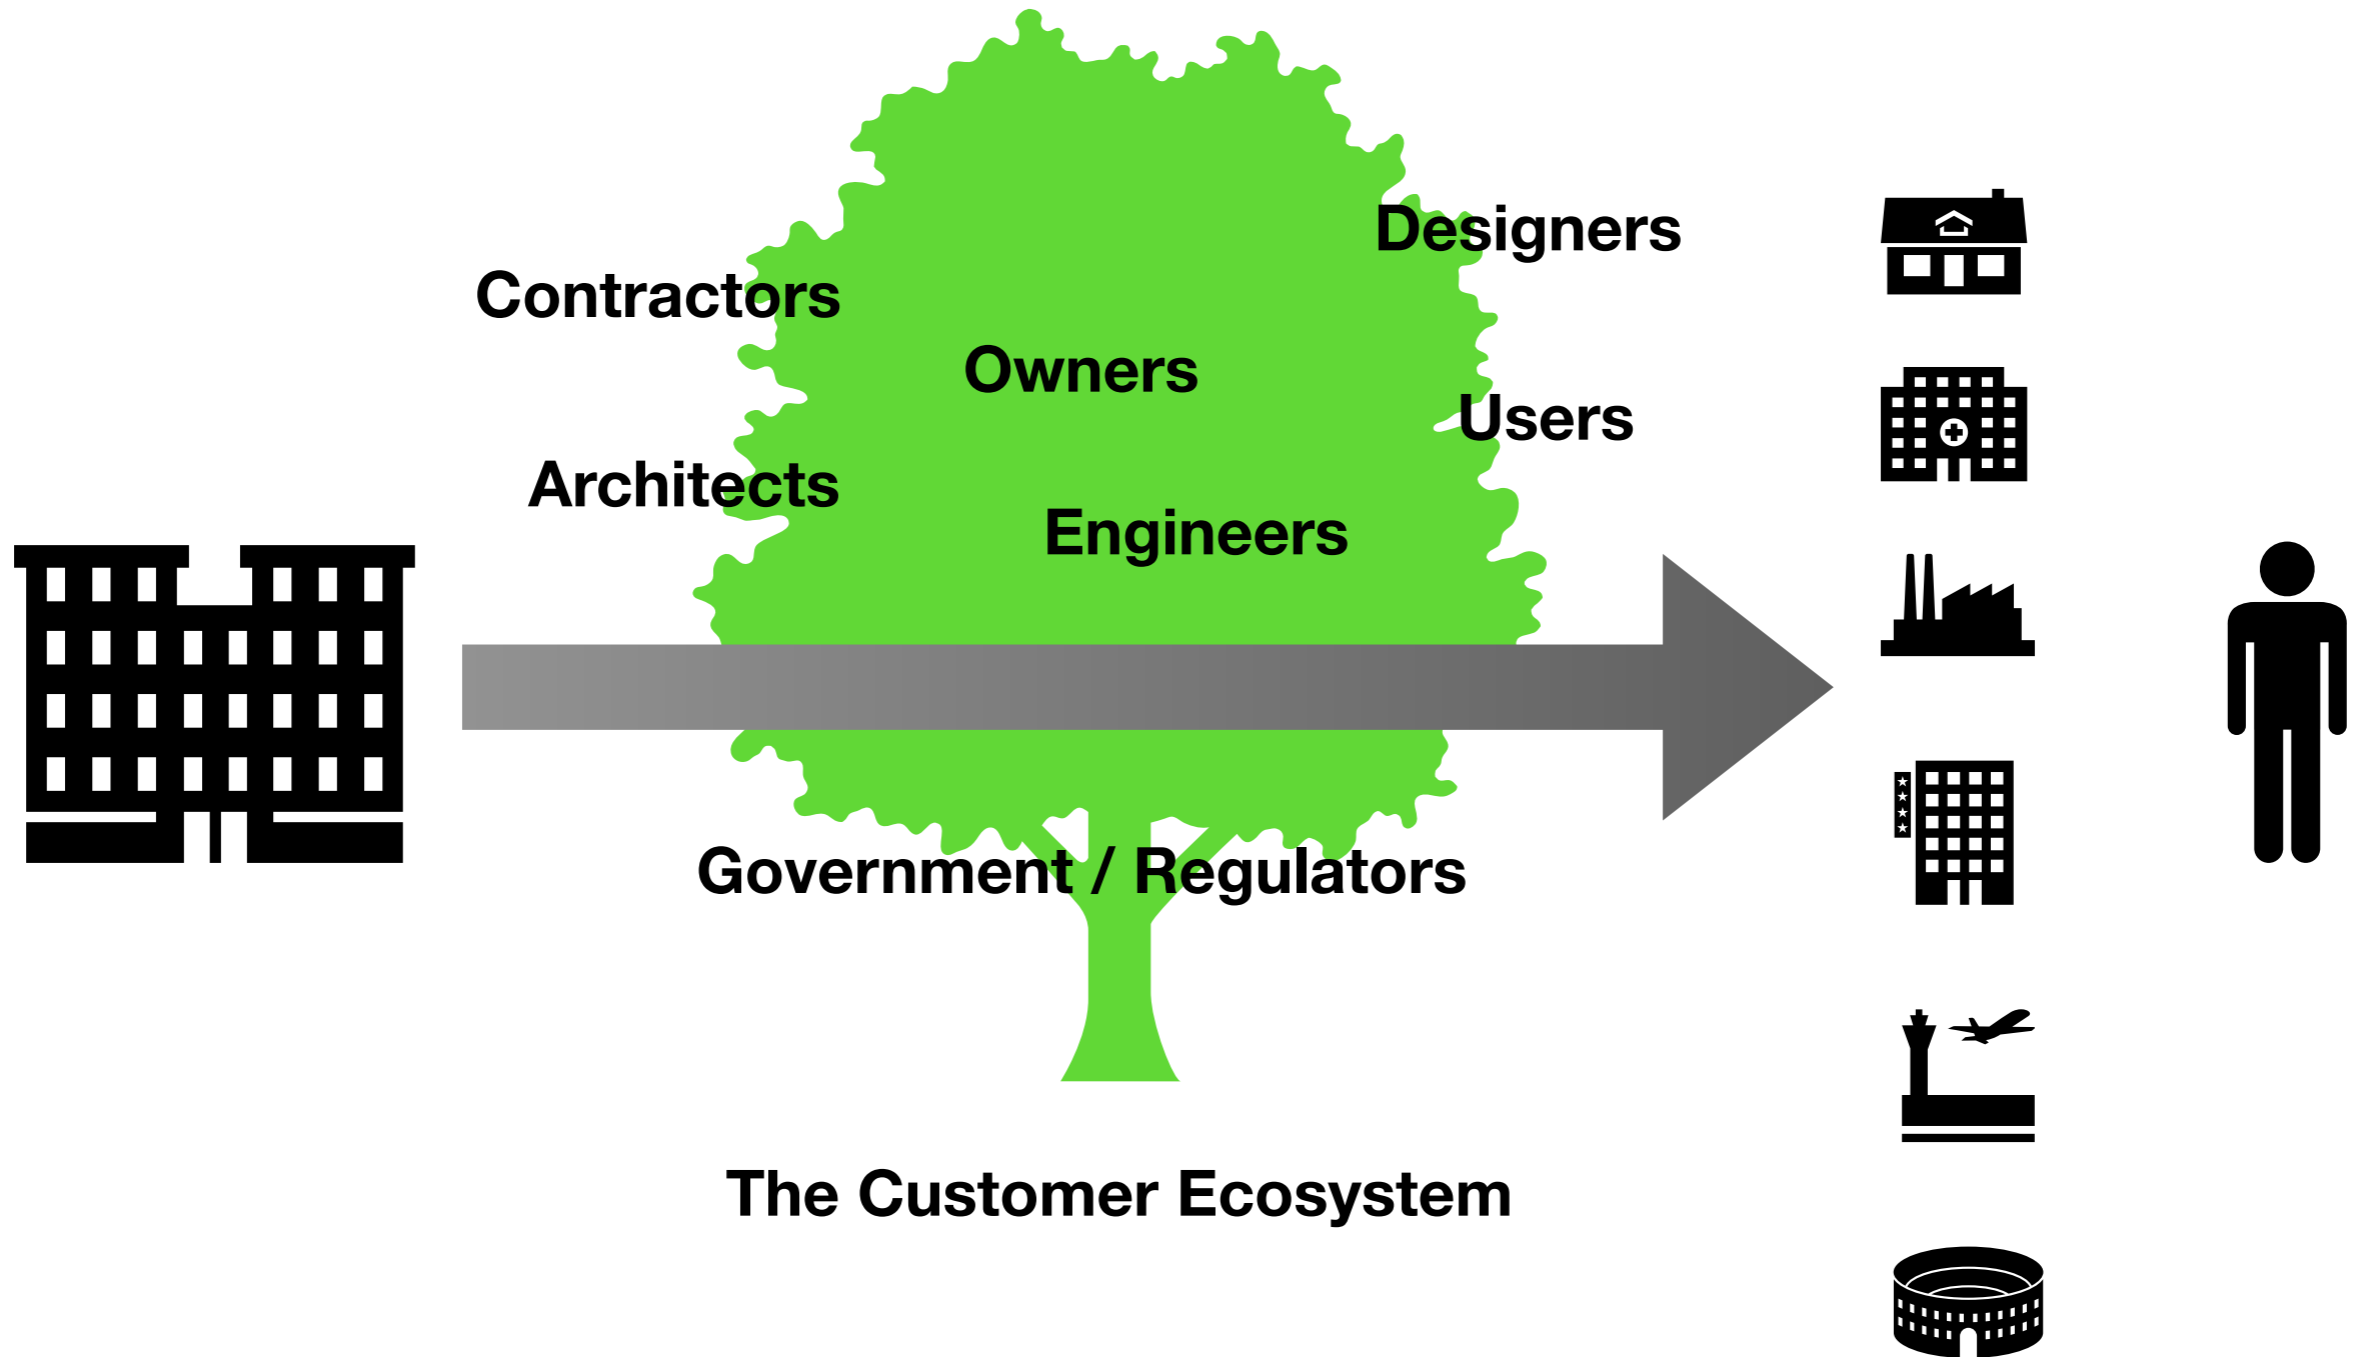 Designers
Contractors
Owners
Users
Architects
Engineers
Government / Regulators
The Customer Ecosystem